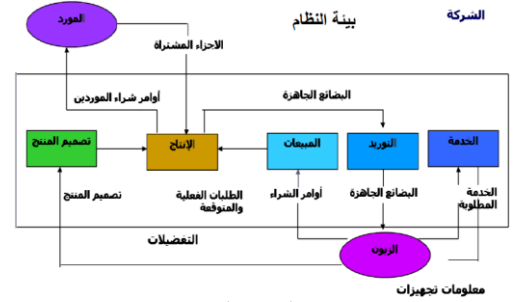 الشركة
بيئة النظام
المورد
الاجزاء المشتراة
أوامر شراء الموردين
البضائع الجاهزة
الخدمة
التوريد
المبيعات
الإنتاج
تصميم المنتج
الخدمة
المطلوبة
البضائع الجاهزة
أوامر الشراء
الطلبات الفعلية
والمتوقعة
تصميم المنتج
التفضيلات
الزبون
معلومات تجهيزات